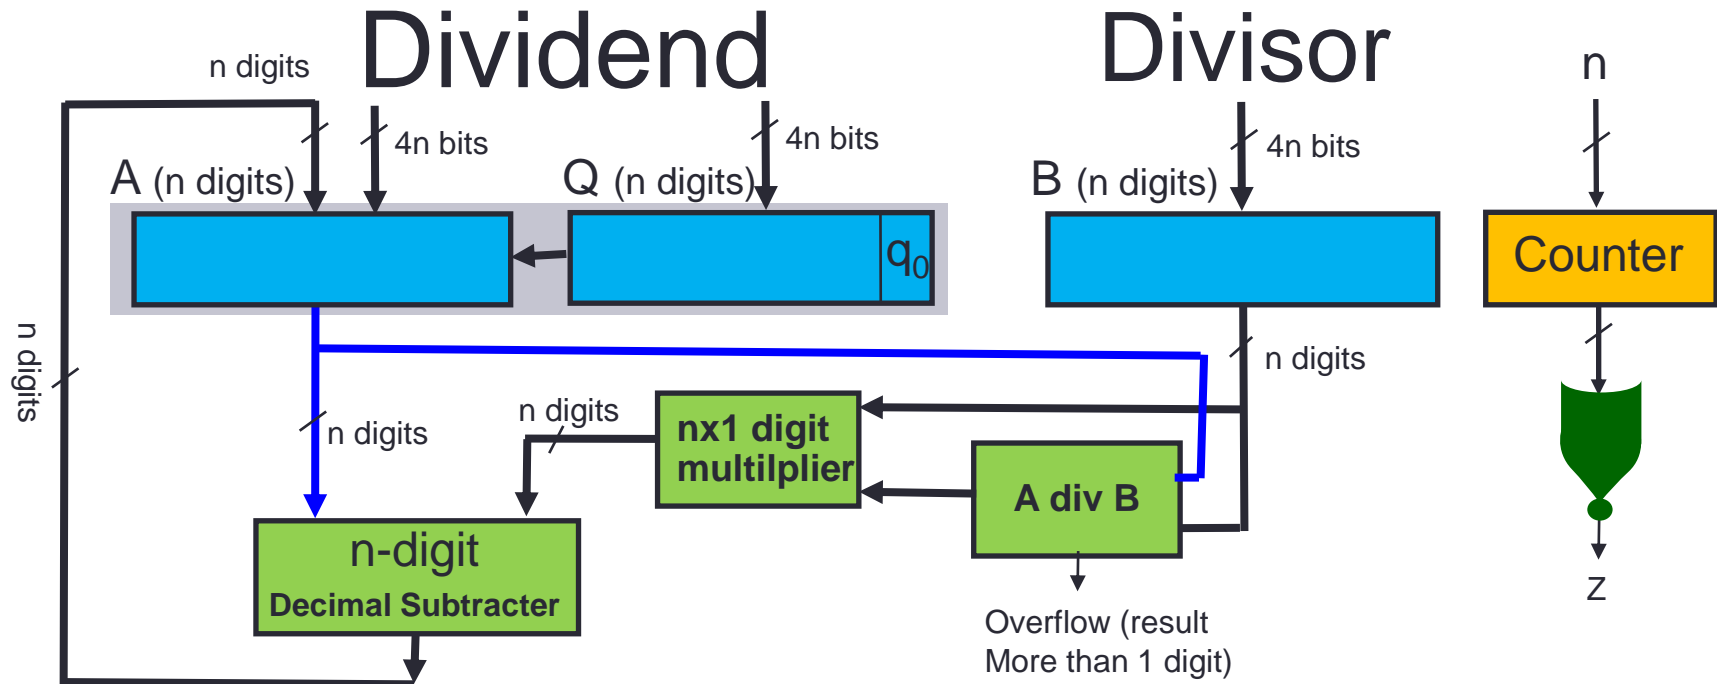 Dividend
Divisor
n
n digits
4n bits
4n bits
4n bits
A (n digits)
Q (n digits)
B (n digits)
q0
Counter
n digits
n digits
n digits
n digits
nx1 digit
multilplier
A div B
n-digit
Decimal Subtracter
z
Overflow (result
More than 1 digit)